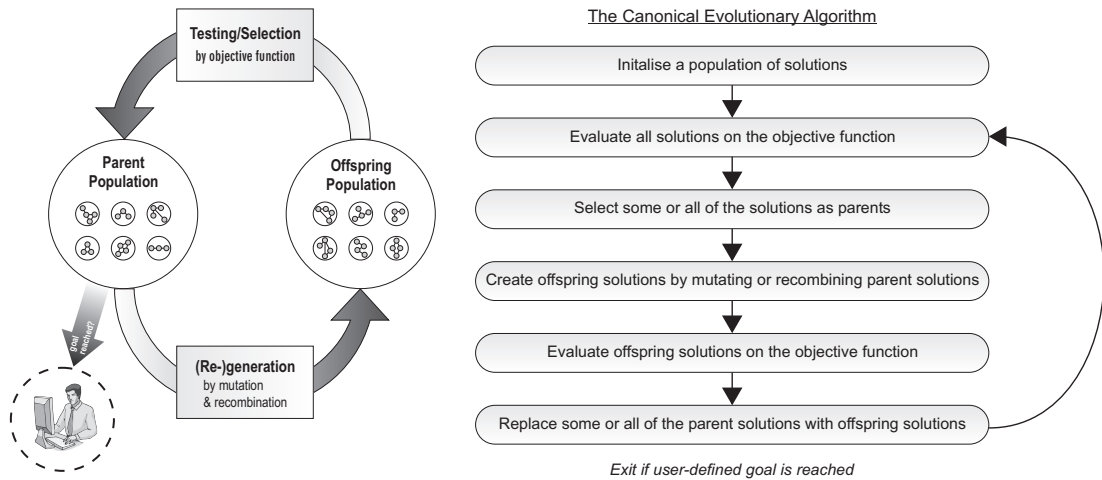 Testing/Selection
by objective function
Parent
Population
Offspring
Population
goal
reached?
(Re-)generation
by mutation
& recombination
The Canonical Evolutionary Algorithm
Initalise a population of solutions
Evaluate all solutions on the objective function
Select some or all of the solutions as parents
Create offspring solutions by mutating or recombining parent solutions
Evaluate offspring solutions on the objective function
Replace some or all of the parent solutions with offspring solutions
Exit if user-defined goal is reached